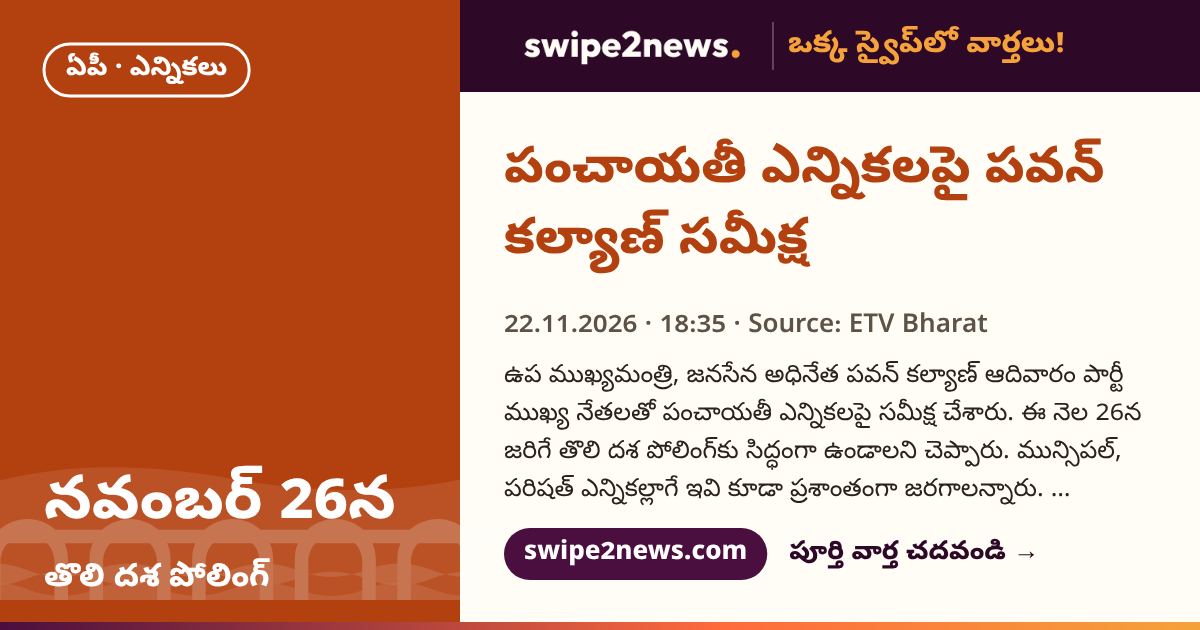 ఏపీ · ఎన్నికలు
నవంబర్ 26న
తొలి దశ పోలింగ్
swipe2news.
ఒక్క స్వైప్‌లో వార్తలు!
పంచాయతీ ఎన్నికలపై పవన్
కల్యాణ్ సమీక్ష
22.11.2026 · 18:35 · Source: ETV Bharat
ఉప ముఖ్యమంత్రి, జనసేన అధినేత పవన్ కల్యాణ్ ఆదివారం పార్టీ
ముఖ్య నేతలతో పంచాయతీ ఎన్నికలపై సమీక్ష చేశారు. ఈ నెల 26న
జరిగే తొలి దశ పోలింగ్‌కు సిద్ధంగా ఉండాలని చెప్పారు. మున్సిపల్,
పరిషత్ ఎన్నికల్లాగే ఇవి కూడా ప్రశాంతంగా జరగాలన్నారు. ...
swipe2news.com
పూర్తి వార్త చదవండి →